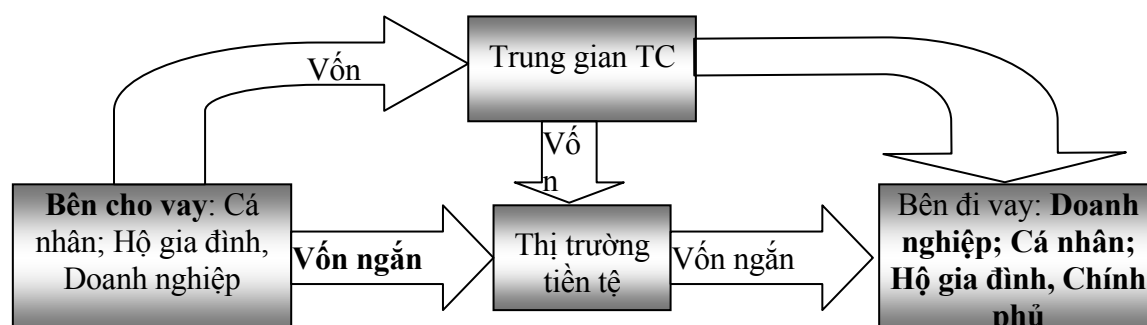 Vốn
Trung gian TC
Vố
n
Bên cho vay: Cá
nhân; Hộ gia đình,
Doanh nghiệp
Vốn ngắn
Thị trường
tiền tệ
Vốn ngắn
Bên đi vay: Doanh
nghiệp; Cá nhân;
Hộ gia đình, Chính
phủ